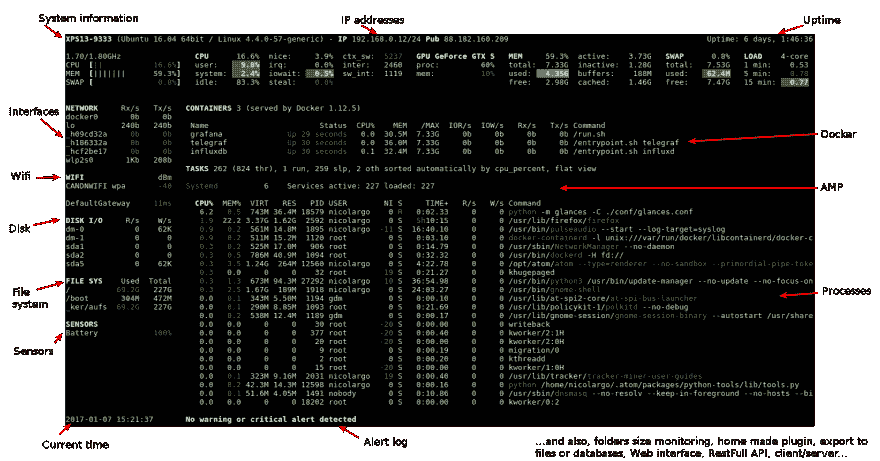 System information IP addresses Uptime
XPS13-9333 (Ubuntu 16.04 64bit / Linux 4.4.0-57-generic) - IP 192.168.0.12/24 Pub 88.182.160.209 Uptime: 6 days, 1:46:36
1.70/1.80GHz CPU 16.6% nice: 3.9% ctx_sw: 5237 GPU GeForce GTX 5 MEM 59.3% active: 3.73G SWAP 0.8% LOAD 4-core
CPU [| 16.6%] user: 9.8% irq: 0.0% inter: 2460 proc: 60% total: 7.33G inactive: 1.28G total: 7.53G 1 min: 0.53
MEM [||||||| 59.3%] system: 2.4% iowait: 0.3% sw_int: 1119 mem: 10% used: 4.35G buffers: 188M used: 62.4M 5 min: 0.78
SWAP [ 0.8%] idle: 83.3% steal: 0.0% free: 2.98G cached: 1.46G free: 7.47G 15 min: 0.77
Interfaces
NETWORK Rx/s Tx/s CONTAINERS 3 (served by Docker 1.12.5)
docker0 0b 0b
lo 240b 240b Name Status CPU% MEM /MAX IOR/s IOW/s Rx/s Tx/s Command
_h09cd32a 0b 0b grafana Up 29 seconds 0.0 30.5M 7.33G 0b 0b 0b 0b /run.sh
_h186332a 0b 0b telegraf Up 30 seconds 0.0 36.0M 7.33G 0b 0b 0b 0b /entrypoint.sh telegraf
_hcf2be17 0b 0b influxdb Up 30 seconds 0.1 32.4M 7.33G 0b 0b 0b 0b /entrypoint.sh influxd
wlp2s0 1Kb 208b
Docker
TASKS 262 (824 thr), 1 run, 259 slp, 2 oth sorted automatically by cpu_percent, flat view
Wifi
WIFI dBm
CANDNWIFI wpa -40 Systemd 6 Services active: 227 loaded: 227
AMP
DefaultGateway 11ms CPU% MEM% VIRT RES PID USER NI S TIME+ R/s W/s Command
6.2 0.5 743M 36.4M 18579 nicolargo 0 R 0:02.33 0 0 python -m glances -C ./conf/glances.conf
Disk
DISK I/O R/s W/s 1.9 22.2 3.37G 1.62G 2592 nicolargo 0 S 5h10:15 0 0 /usr/lib/firefox/firefox
dm-0 0 62K 0.9 0.2 561M 14.8M 1895 nicolargo -11 S 16:40.10 0 0 /usr/bin/pulseaudio --start --log-target=syslog
dm-1 0 0 0.9 0.2 511M 15.2M 1120 root 0 S 0:03.10 0 0 docker-containerd -l unix:///var/run/docker/libcontainerd/docker-c
sda1 0 0 0.3 0.2 525M 17.0M 906 root 0 S 0:14.79 0 0 /usr/sbin/NetworkManager --no-daemon
sda2 0 0 0.3 0.5 786M 40.9M 1094 root 0 S 0:32.32 0 0 dockerd -H fd://
sda5 0 62K 0.3 3.5 1.24G 264M 12560 nicolargo 0 S 4:22.78 0 0 /opt/atom/atom --type=renderer --no-sandbox --primordial-pipe-token
0.3 0.0 0 0 32 root 19 S 0:21.27 0 0 khugepaged
File system
FILE SYS Used Total 0.3 1.3 673M 94.3M 27292 nicolargo 10 S 36:54.98 0 0 /usr/bin/python3 /usr/bin/update-manager --no-update --no-focus-on
_ 69.2G 227G 0.3 2.5 1.67G 189M 1918 nicolargo 0 S 24:03.27 0 0 /usr/bin/gnome-shell
/boot 304M 472M 0.0 0.1 343M 5.50M 1194 gdm 0 S 0:00.10 0 0 /usr/lib/at-spi2-core/at-spi-bus-launcher
_ker/aufs 69.2G 227G 0.0 0.1 290M 8.85M 1093 root 0 S 0:21.69 0 0 /usr/lib/policykit-1/polkitd --no-debug
Processes
0.0 0.2 538M 12.4M 1189 gdm 0 S 0:00.17 0 0 /usr/lib/gnome-session/gnome-session-binary --autostart /usr/share
SENSORS 0.0 0.0 0 0 30 root -20 S 0:00.00 0 0 writeback
Battery 100% 0.0 0.0 0 0 377 root -20 S 0:00.40 0 0 kworker/2:1H
0.0 0.0 0 0 20 root -20 S 0:00.00 0 0 kworker/2:0H
Sensors
0.0 0.0 0 0 9 root 0 S 0:00.00 0 0 migration/0
0.0 0.0 0 0 2 root 0 S 0:00.20 0 0 kthreadd
0.0 0.0 0 0 15 root -20 S 0:00.00 0 0 kworker/1:0H
0.0 0.1 323M 9.16M 2031 nicolargo 19 S 0:00.40 0 0 /usr/lib/tracker/tracker-miner-user-guides
0.0 0.2 42.3M 14.3M 12598 nicolargo 0 S 0:00.16 0 0 python /home/nicolargo/.atom/packages/python-tools/lib/tools.py
0.0 0.1 51.6M 4.05M 1491 nobody 0 S 0:10.86 0 0 /usr/sbin/dnsmasq --no-resolv --keep-in-foreground --no-hosts --bi
0.0 0.0 0 0 18202 root 0 S 0:00.00 0 0 kworker/0:2
2017-01-07 15:21:37 No warning or critical alert detected
Current time Alert log
...and also, folders size monitoring, home made plugin, export to
files or databases, Web interface, RestFull API, client/server...